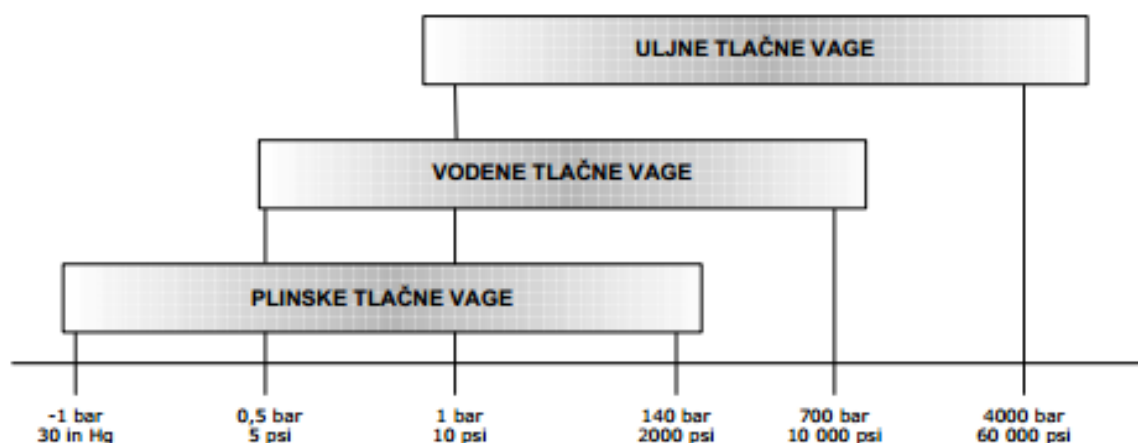 ULJNE TLAČNE VAGE
VODENE TLAČNE VAGE
PLINSKE TLAČNE VAGE
-1 bar
30 in Hg
0,5 bar
5 psi
1 bar
10 psi
140 bar
2000 psi
700 bar
10 000 psi
4000 bar
60 000 psi